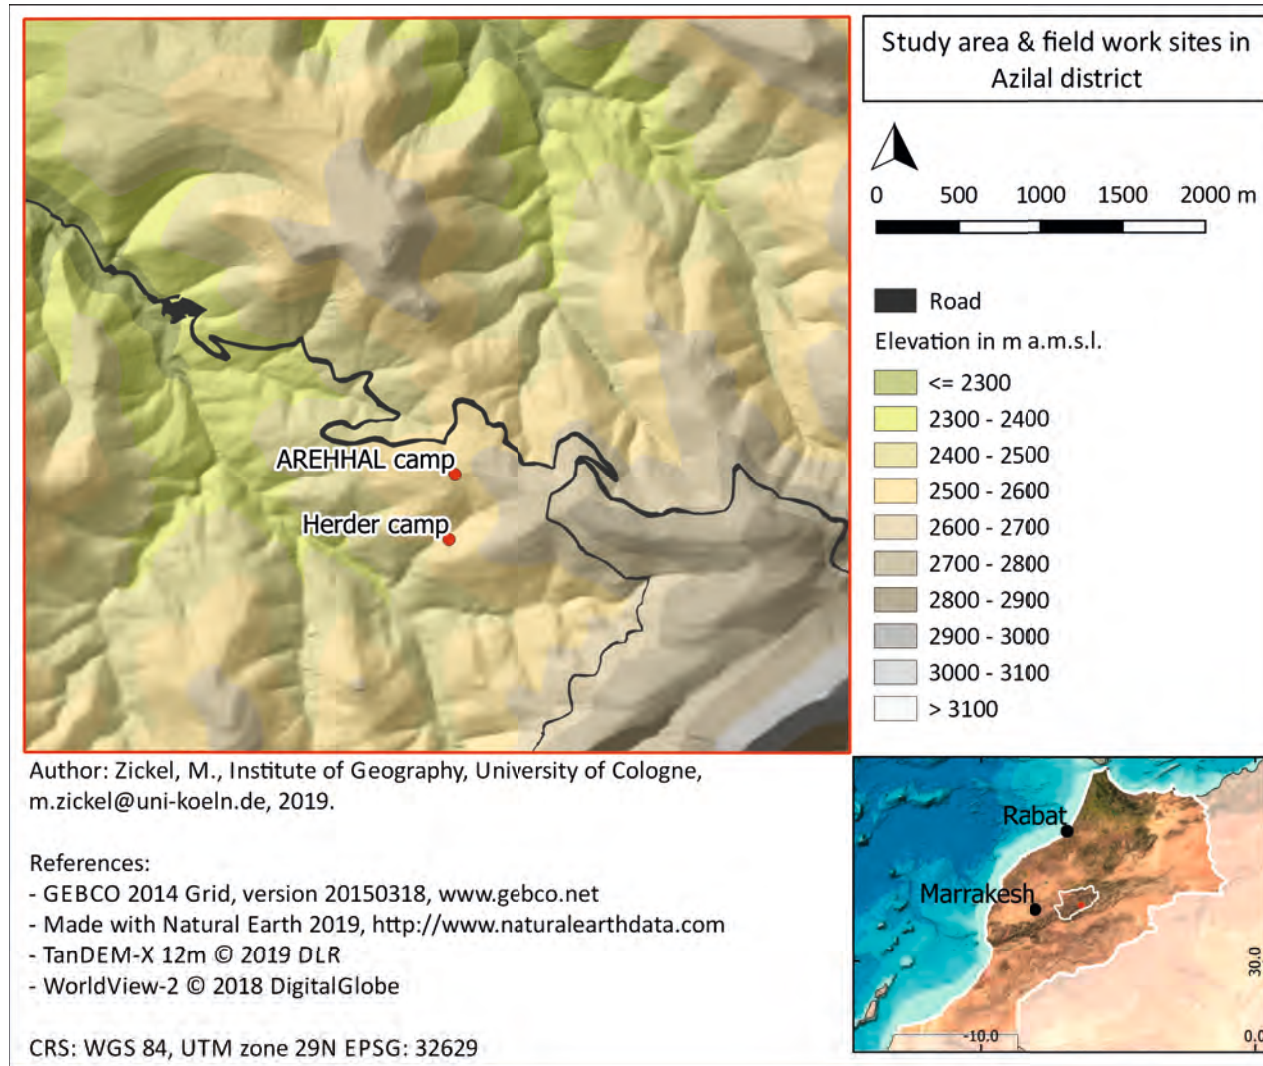 Study area & field work sites in
Azilal district
0 500 1000 1500 2000 m
Road
Elevation in m a.m.s.l.
<= 2300
2300 - 2400
2400 - 2500
2500 - 2600
2600 - 2700
2700 - 2800
2800 - 2900
2900 - 3000
3000 - 3100
> 3100
AREHHAL camp
Herder camp
Author: Zickel, M., Institute of Geography, University of Cologne,
m.zickel@uni-koeln.de, 2019.
References:
- GEBCO 2014 Grid, version 20150318, www.gebco.net
- Made with Natural Earth 2019, http://www.naturalearthdata.com
- TanDEM-X 12m © 2019 DLR
- WorldView-2 © 2018 DigitalGlobe
CRS: WGS 84, UTM zone 29N EPSG: 32629
Rabat
Marrakesh
30.0
-10.0
0.0